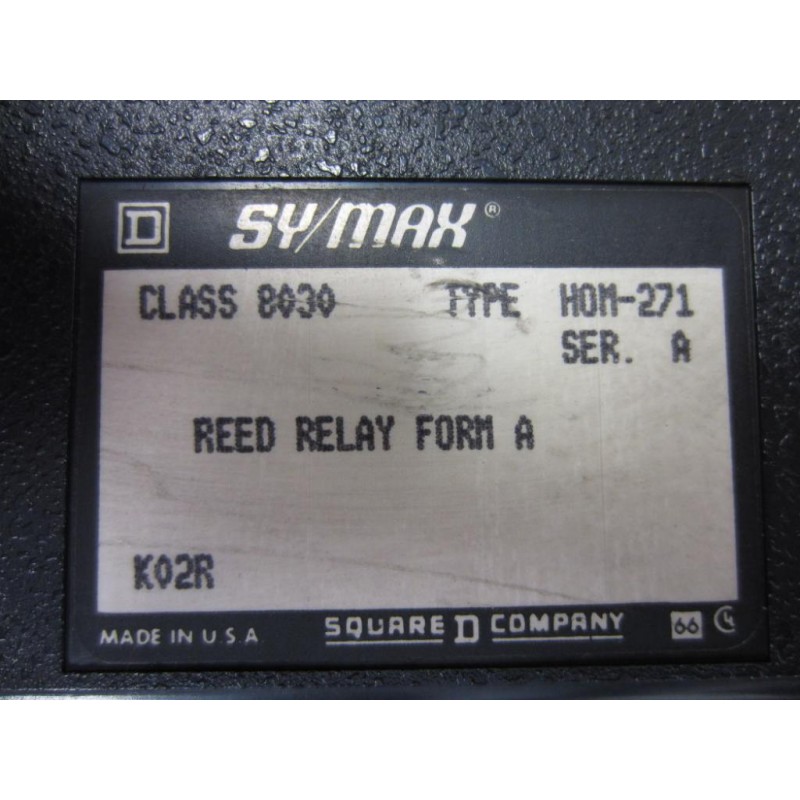 D SY/MAX®
CLASS 8030 TYPE HOM-271
SER. A
REED RELAY FORM A
K02R
MADE IN U.S.A. SQUARE D COMPANY 66